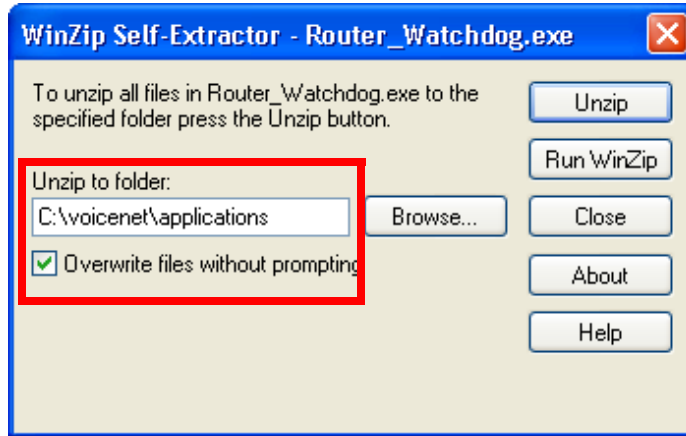 WinZip Self-Extractor - Router_Watchdog.exe
To unzip all files in Router_Watchdog.exe to the
specified folder press the Unzip button.
Unzip
Run WinZip
Unzip to folder:
C:\voicenet\applications
Browse...
Close
Overwrite files without prompting
About
Help